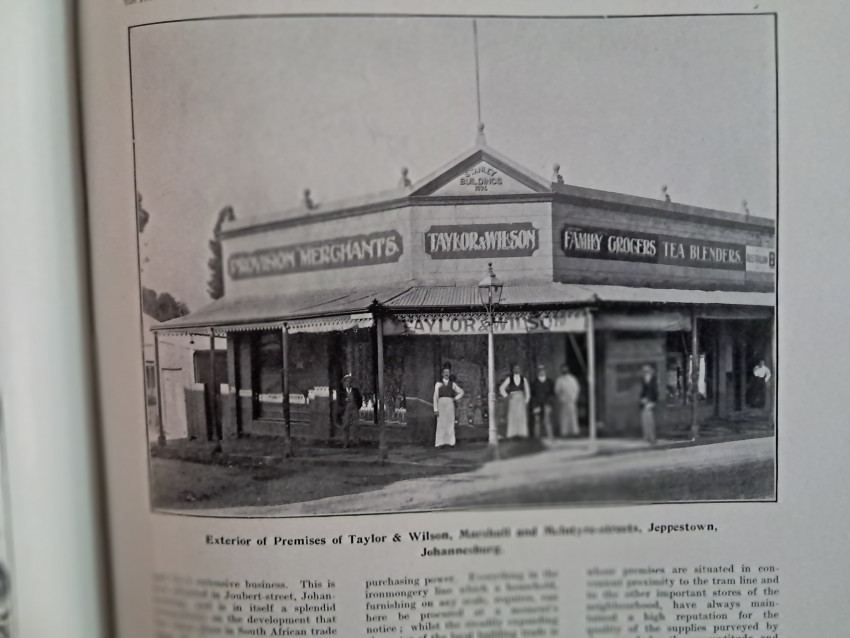 STANLEY
BUILDINGS
PROVISION MERCHANTS.
TAYLOR & WILSON
FAMILY GROCERS TEA BLENDERS.
TAYLOR & WILSON
Exterior of Premises of Taylor & Wilson, Marshall and McIntyre-streets, Jeppestown,
Johannesburg.
extensive business. This is
in Joubert-street, Johan-
is in itself a splendid
on the development that
in South African trade
purchasing power. Everything in the
ironmongery line which a household,
furnishing on any scale, requires, can
here be procured at a moment's
notice; whilst the steadily expanding
whose premises are situated in con-
venient proximity to the tram line and
to the other important stores of the
neighbourhood, have always main-
tained a high reputation for the
quality of the supplies purveyed by